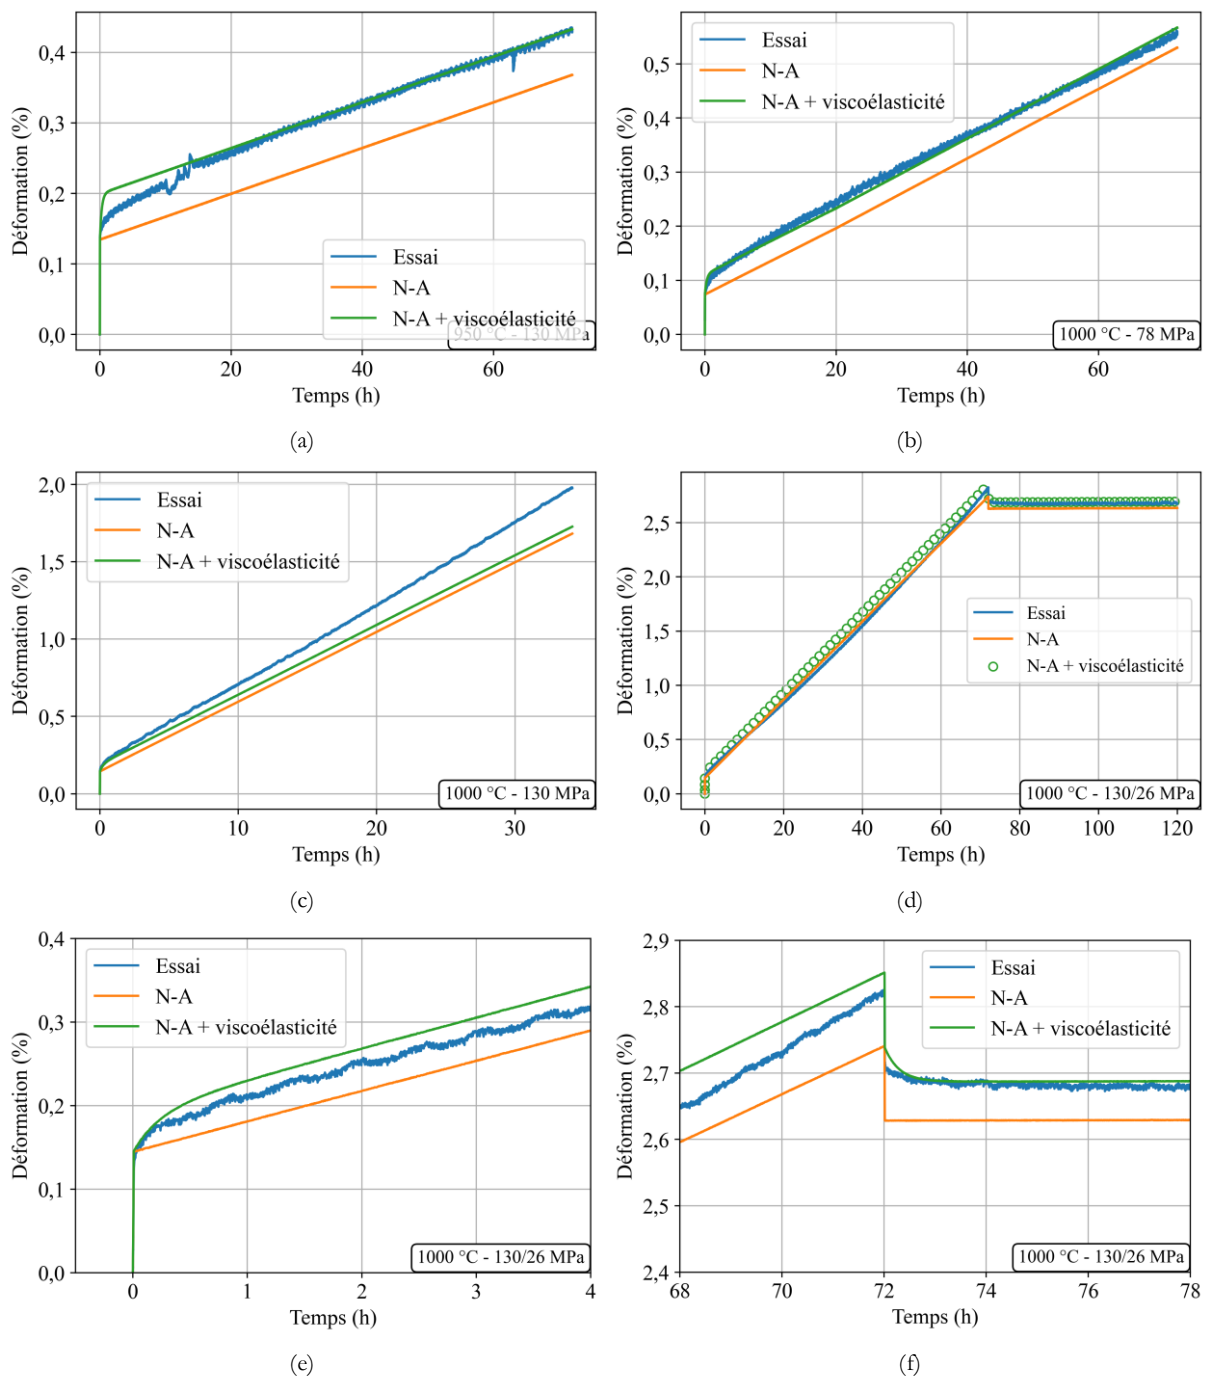 0,4
0,3
0,2
0,1
0,0
Déformation (%)
Essai
N-A
N-A + viscoélasticité
950 °C - 130 MPa
0 20 40 60
Temps (h)
(a)
0,5
0,4
0,3
0,2
0,1
0,0
Déformation (%)
Essai
N-A
N-A + viscoélasticité
1000 °C - 78 MPa
0 20 40 60
Temps (h)
(b)
2,0
1,5
1,0
0,5
0,0
Déformation (%)
Essai
N-A
N-A + viscoélasticité
1000 °C - 130 MPa
0 10 20 30
Temps (h)
(c)
2,5
2,0
1,5
1,0
0,5
0,0
Déformation (%)
Essai
N-A
N-A + viscoélasticité
1000 °C - 130/26 MPa
0 20 40 60 80 100 120
Temps (h)
(d)
0,4
0,3
0,2
0,1
0,0
Déformation (%)
Essai
N-A
N-A + viscoélasticité
1000 °C - 130/26 MPa
0 1 2 3 4
Temps (h)
(e)
2,9
2,8
2,7
2,6
2,5
2,4
Déformation (%)
Essai
N-A
N-A + viscoélasticité
1000 °C - 130/26 MPa
68 70 72 74 76 78
Temps (h)
(f)